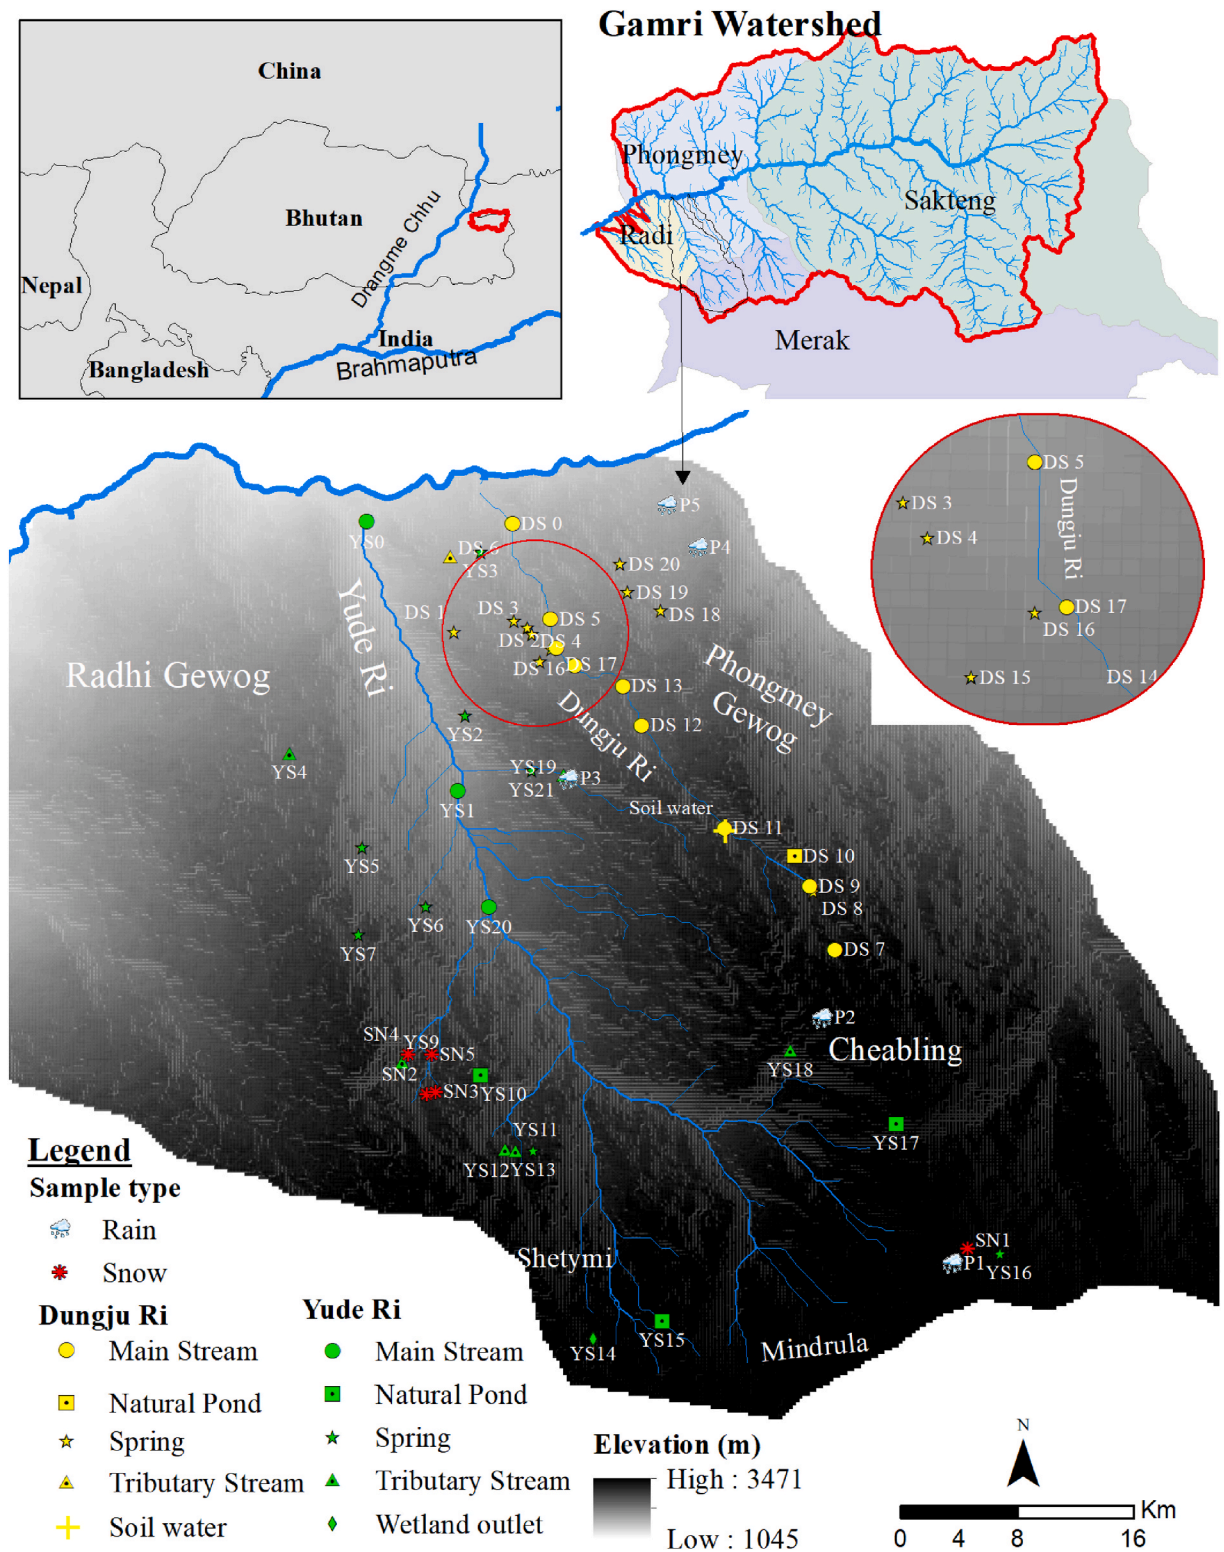 Gamri Watershed
China
Bhutan
Nepal
Drangme Chhu
India
Bangladesh
Brahmaputra
Phongmey
Sakteng
Radi
Merak
P5
P4
YS0
DS 0
DS 6
YS3
DS 20
DS 19
DS 18
DS 1
DS 3
DS 5
DS 2
DS 4
DS 16
DS 17
DS 13
DS 12
Yude Ri
Radhi Gewog
Phongmey
Gewog
Dungju Ri
DS 5
DS 3
DS 4
Dungju Ri
DS 17
DS 16
DS 15
DS 14
YS2
YS4
YS19
YS21
P3
YS1
Soil water
DS 11
YS5
DS 10
DS 9
DS 8
YS6
YS20
YS7
DS 7
P2
Cheabling
SN4
YS9
SN5
SN2
SN3
YS10
YS18
YS11
YS12
YS13
YS17
Shetymi
SN1
P1
YS16
YS14
YS15
Mindrula
Legend
Sample type
Rain
Snow
Dungju Ri
Main Stream
Natural Pond
Spring
Tributary Stream
Soil water
Yude Ri
Main Stream
Natural Pond
Spring
Tributary Stream
Wetland outlet
Elevation (m)
High : 3471
Low : 1045
N
Km
0 4 8 16